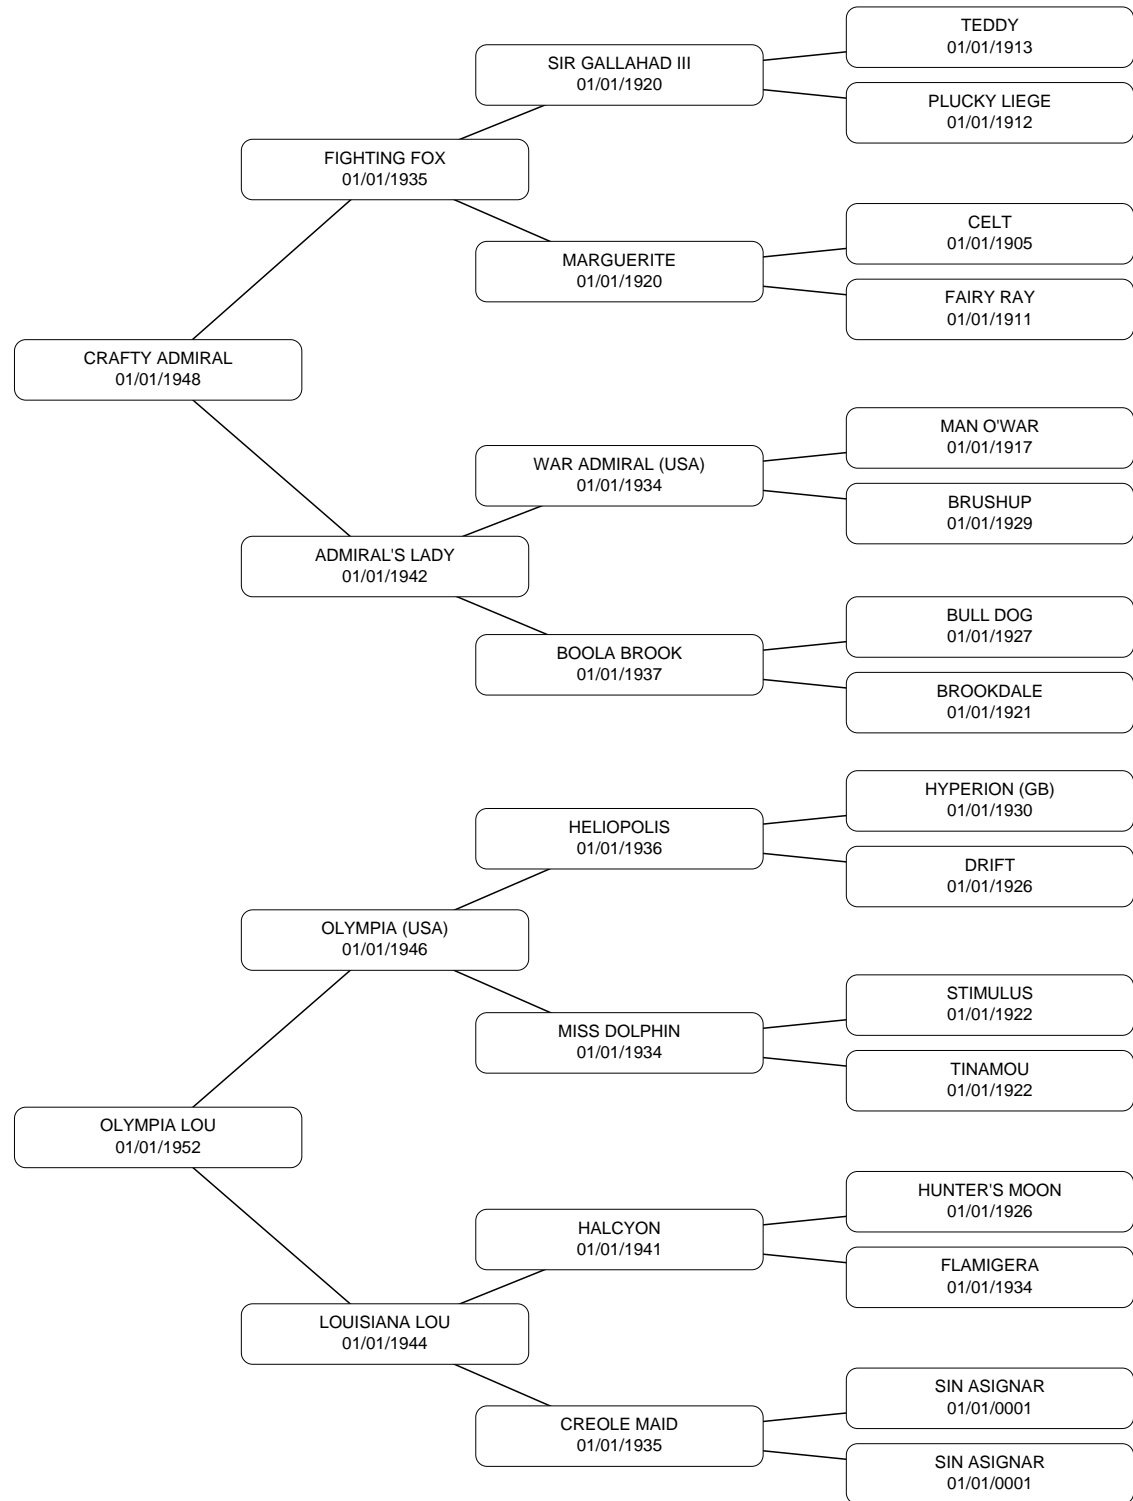 TEDDY
01/01/1913
SIR GALLAHAD III
01/01/1920
PLUCKY LIEGE
01/01/1912
FIGHTING FOX
01/01/1935
CELT
01/01/1905
MARGUERITE
01/01/1920
FAIRY RAY
01/01/1911
CRAFTY ADMIRAL
01/01/1948
MAN O'WAR
01/01/1917
WAR ADMIRAL (USA)
01/01/1934
BRUSHUP
01/01/1929
ADMIRAL'S LADY
01/01/1942
BULL DOG
01/01/1927
BOOLA BROOK
01/01/1937
BROOKDALE
01/01/1921
HYPERION (GB)
01/01/1930
HELIOPOLIS
01/01/1936
DRIFT
01/01/1926
OLYMPIA (USA)
01/01/1946
STIMULUS
01/01/1922
MISS DOLPHIN
01/01/1934
TINAMOU
01/01/1922
OLYMPIA LOU
01/01/1952
HUNTER'S MOON
01/01/1926
HALCYON
01/01/1941
FLAMIGERA
01/01/1934
LOUISIANA LOU
01/01/1944
SIN ASIGNAR
01/01/0001
CREOLE MAID
01/01/1935
SIN ASIGNAR
01/01/0001